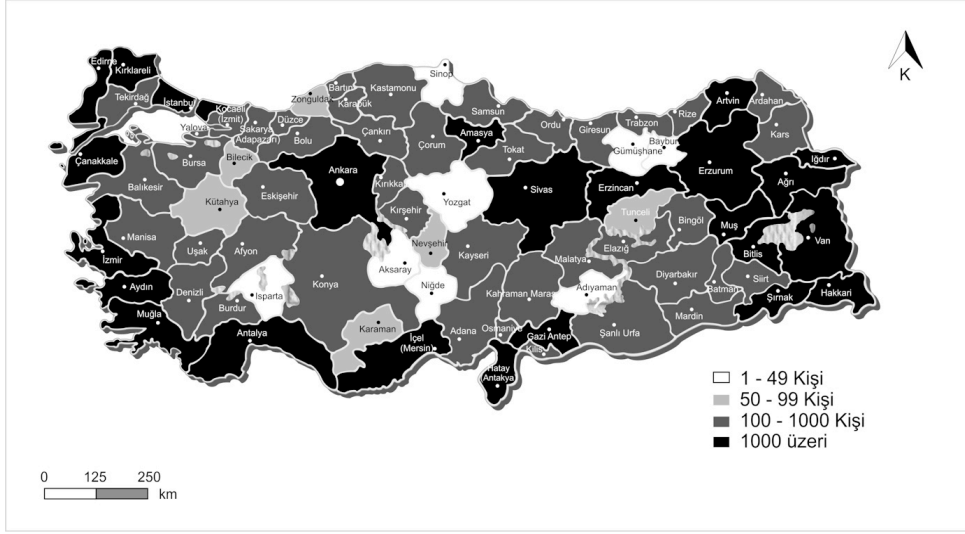 Edirne
Kırklareli
Tekirdağ
İstanbul
Kocaeli
(İzmit)
Yalova
Sakarya
Adapazarı
Düzce
Bolu
Zonguldak
Bartın
Karabük
Kastamonu
Sinop
Çankırı
Samsun
Çorum
Amasya
Tokat
Ordu
Giresun
Trabzon
Rize
Artvin
Ardahan
Kars
Gümüşhane
Bayburt
Erzurum
Iğdır
Ağrı
Çanakkale
Bursa
Bilecik
Balıkesir
Kütahya
Eskişehir
Ankara
Kırıkkale
Kırşehir
Yozgat
Sivas
Erzincan
Tunceli
Bingöl
Muş
Bitlis
Van
Manisa
İzmir
Uşak
Afyon
Nevşehir
Kayseri
Malatya
Elazığ
Diyarbakır
Batman
Siirt
Şırnak
Hakkari
Aydın
Denizli
Burdur
Isparta
Konya
Aksaray
Niğde
Kahraman Maraş
Adıyaman
Mardin
Muğla
Antalya
Karaman
İçel
(Mersin)
Adana
Osmaniye
Gazi Antep
Kilis
Şanlı Urfa
Hatay
Antakya
K
1 - 49 Kişi
50 - 99 Kişi
100 - 1000 Kişi
1000 üzeri
0 125 250
km